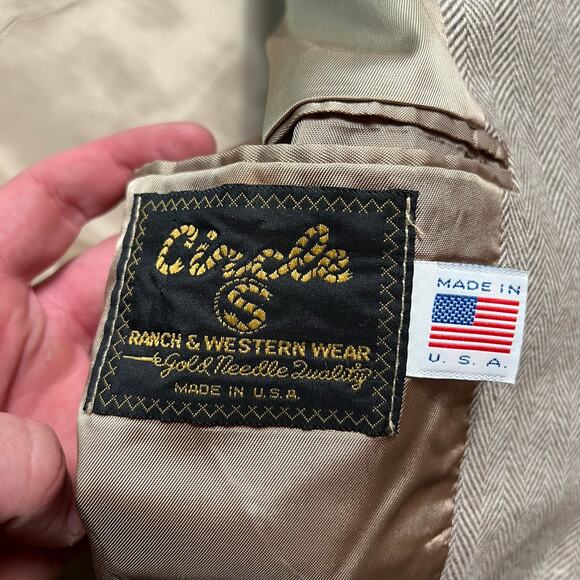 Circle
S
RANCH & WESTERN WEAR
Gold Needle Quality
MADE IN U.S.A.
MADE IN
U. S. A.